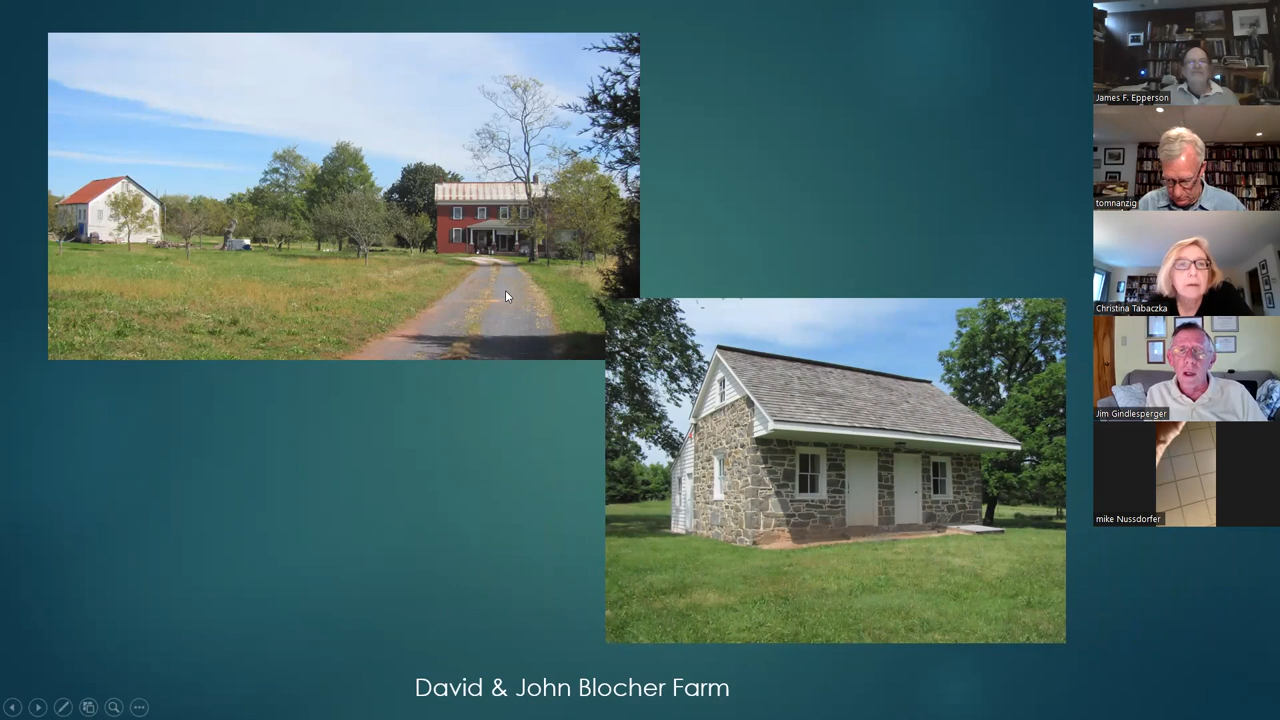 James F. Epperson
tomnanzig
Christina Tabaczka
Jim Gindlesperger
mike Nussdorfer
David & John Blocher Farm